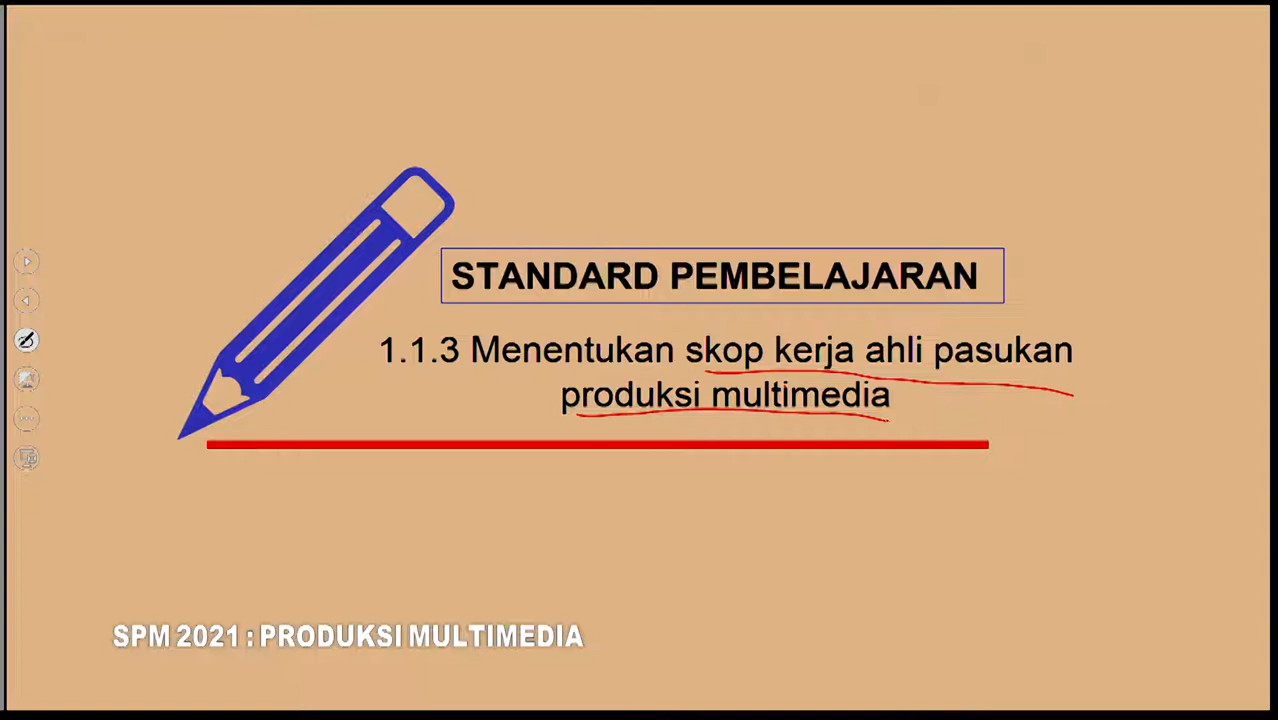 STANDARD PEMBELAJARAN
1.1.3 Menentukan skop kerja ahli pasukan
produksi multimedia
SPM 2021 : PRODUKSI MULTIMEDIA